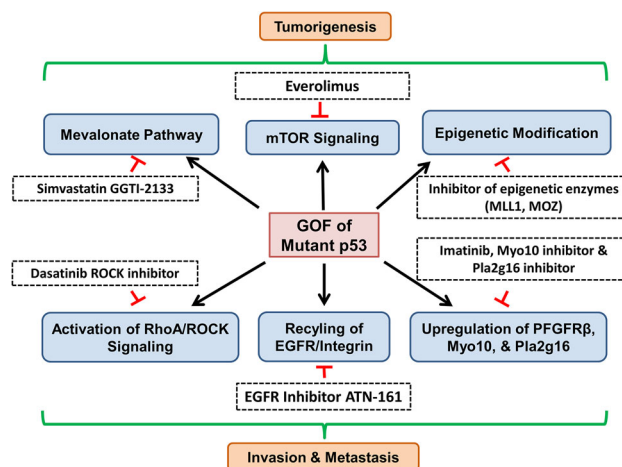 Tumorigenesis
Everolimus
Mevalonate Pathway
mTOR Signaling
Epigenetic Modification
Simvastatin GGTI-2133
Inhibitor of epigenetic enzymes
(MLL1, MOZ)
GOF of
Mutant p53
Dasatinib ROCK inhibitor
Imatinib, Myo10 inhibitor &
Pla2g16 inhibitor
Activation of RhoA/ROCK
Signaling
Recyling of
EGFR/Integrin
Upregulation of PFGFRβ,
Myo10, & Pla2g16
EGFR Inhibitor ATN-161
Invasion & Metastasis